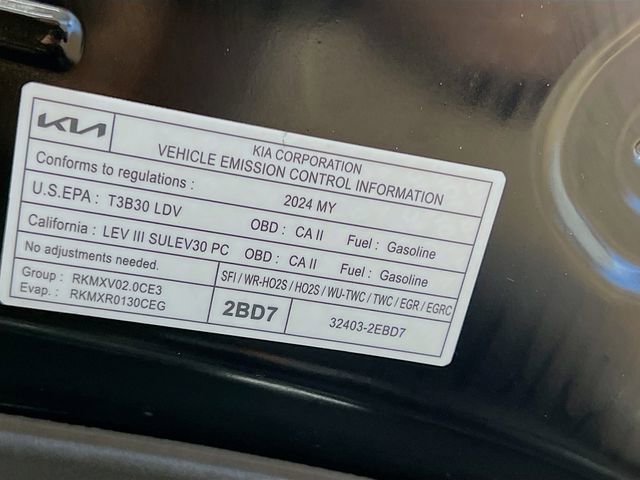 KIA
KIA CORPORATION
VEHICLE EMISSION CONTROL INFORMATION
Conforms to regulations : 2024 MY
U.S.EPA : T3B30 LDV OBD : CA II Fuel : Gasoline
California : LEV III SULEV30 PC OBD : CA II Fuel : Gasoline
No adjustments needed.
SFI / WR-HO2S / HO2S / WU-TWC / TWC / EGR / EGRC
Group : RKMXV02.0CE3
Evap. : RKMXR0130CEG
2BD7
32403-2EBD7